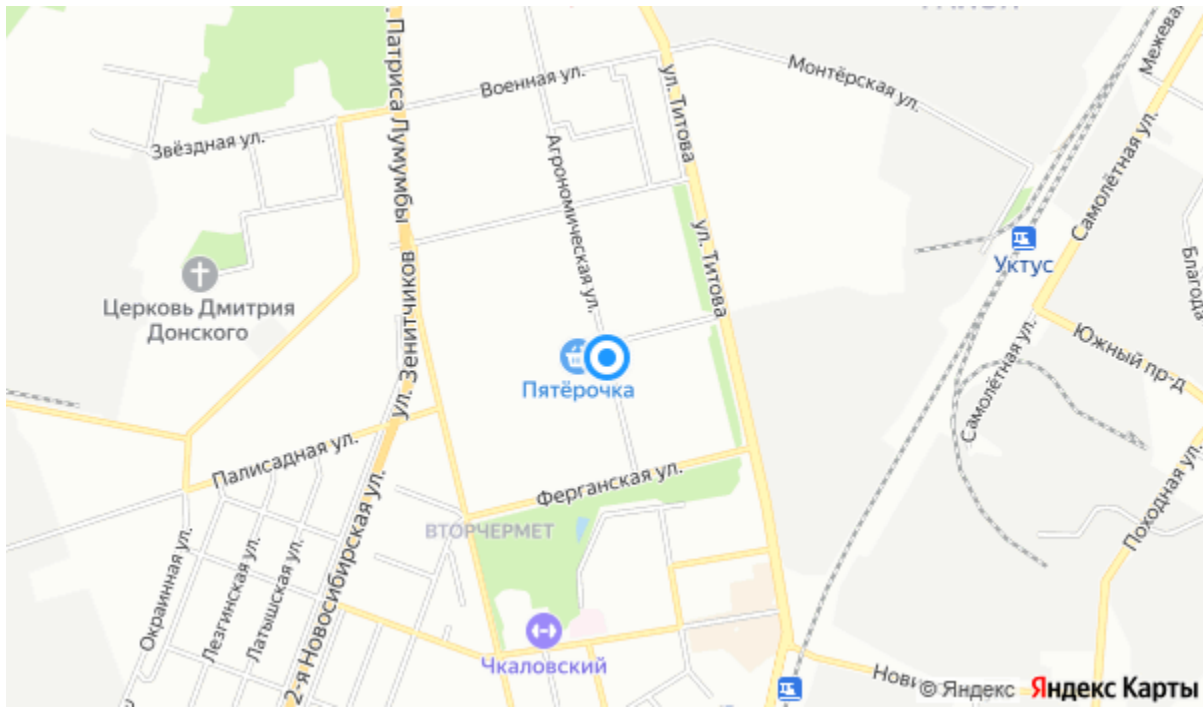 ул. Патриса Лумумбы
Военная ул.
Звёздная ул.
ул. Титова
Монтёрская ул.
Межева
Самолётная ул.
Агрономическая ул.
ул. Титова
Уктус
Благода
Церковь Дмитрия
Донского
ул. Зенитчиков
Пятёрочка
Южный пр-д
Самолётная ул.
Палисадная ул.
Ферганская ул.
Походная ул.
ВТОРЧЕРМЕТ
Окраинная ул.
Лезгинская ул.
Латышская ул.
2-я Новосибирская ул.
Чкаловский
Нови
© Яндекс Яндекс Карты